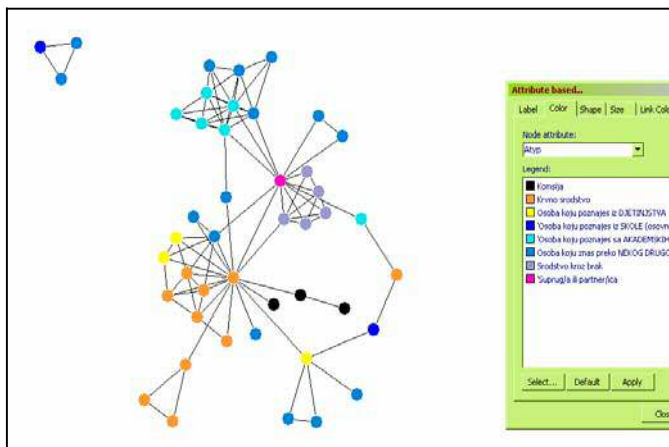 Attribute based...
Label Color Shape Size Link Colo
Node attribute:
Atyp
Legend:
Komsija
Krvno srodstvo
Osoba koju poznajes iz DJETINJSTVA
'Osoba koju poznajes iz SKOLE (osovno
'Osoba koju poznajes sa AKADEMSKIH
Osoba koju znas preko NEKOG DRUGO
Srodstvo kroz brak
'Suprug/a ili partner/ica
Select... Default Apply
Clos